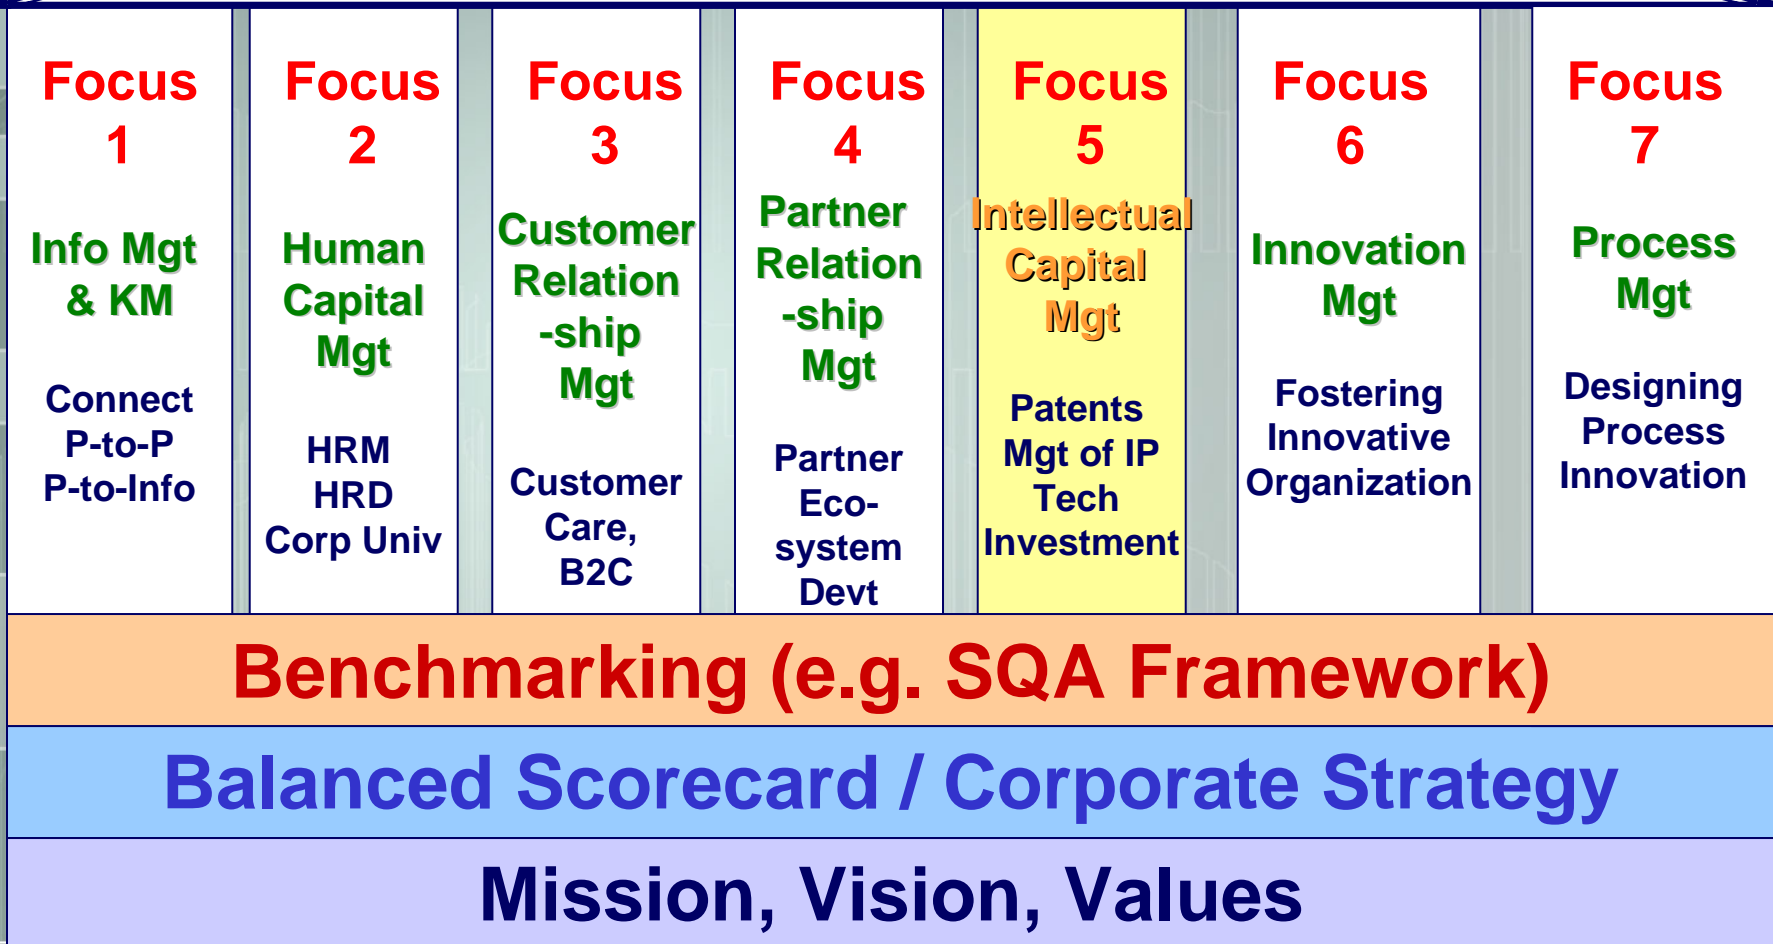 Focus
1
Info Mgt
& KM
Connect
P-to-P
P-to-Info
Focus
2
Human
Capital
Mgt
HRM
HRD
Corp Univ
Focus
3
Customer
Relation
-ship
Mgt
Customer
Care,
B2C
Focus
4
Partner
Relation
-ship
Mgt
Partner
Eco-
system
Devt
Focus
5
Intellectual
Capital
Mgt
Patents
Mgt of IP
Tech
Investment
Focus
6
Innovation
Mgt
Fostering
Innovative
Organization
Focus
7
Process
Mgt
Designing
Process
Innovation
Benchmarking (e.g. SQA Framework)
Balanced Scorecard / Corporate Strategy
Mission, Vision, Values